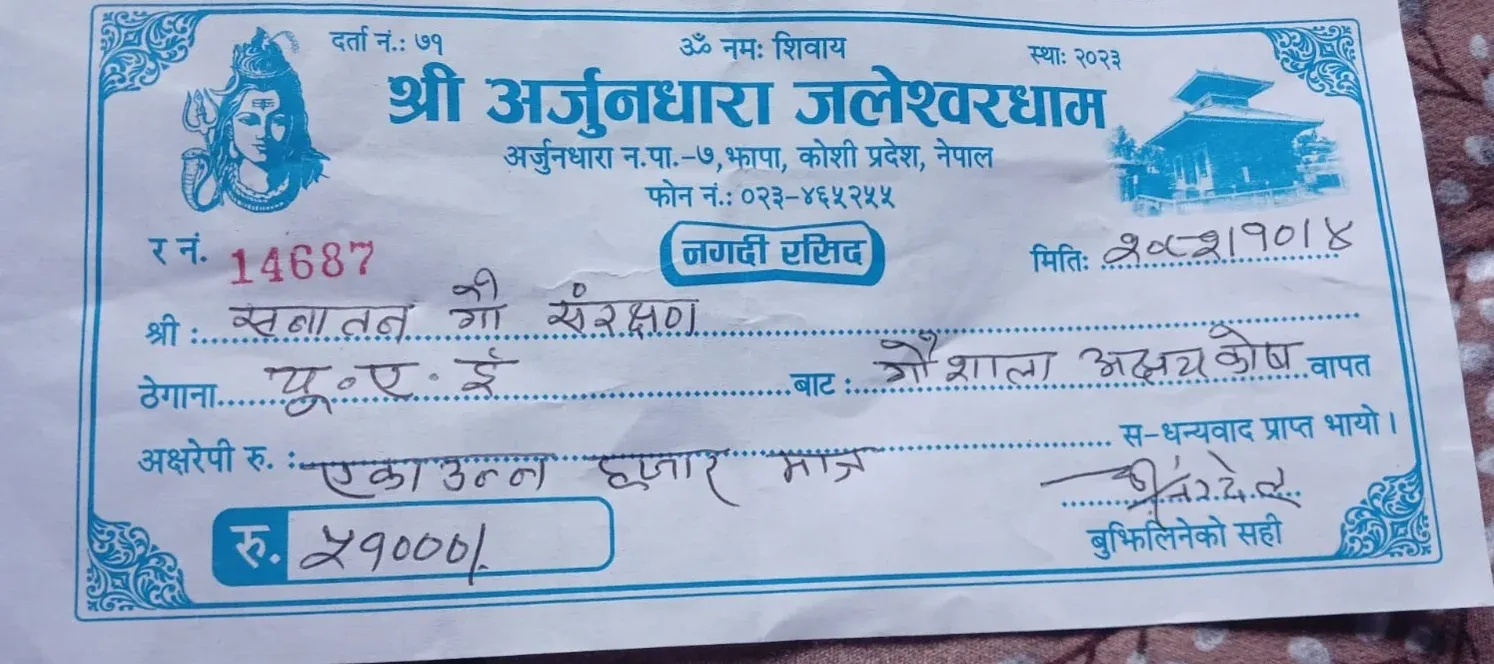 दर्ता नं.: ७१ ॐ नमः शिवाय स्थाः २०२३
श्री अर्जुनधारा जलेश्वरधाम
अर्जुनधारा न.पा.-७, झापा, कोशी प्रदेश, नेपाल
फोन नं.: ०२३-४६५२५५
नगदी रसिद
र नं. 14687 मितिः २०८२।१०।४
श्री : सनातन गौ संरक्षण
ठेगाना यू.ए.ई बाट : गौशाला अक्षयकोष वापत
अक्षरेपी रु. : एकाउन्न हजार मात्र स-धन्यवाद प्राप्त भायो।
रु. ५१०००/-
बुझिलिनेको सही